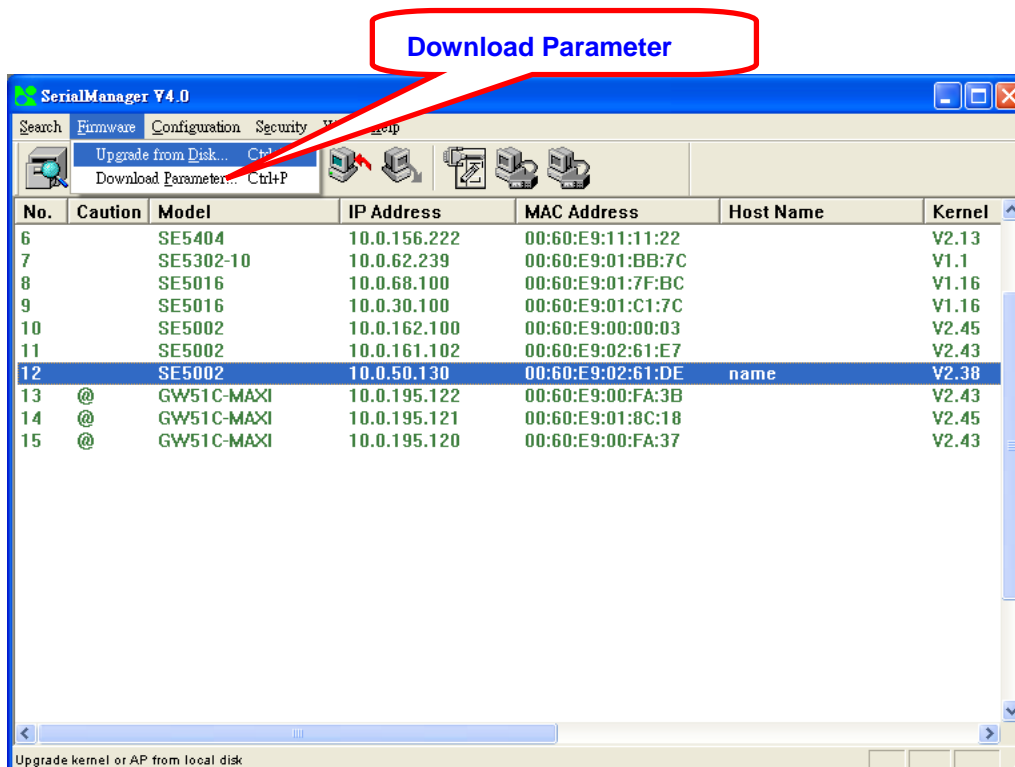 Download Parameter
SerialManager V4.0
Search Firmware Configuration Security Help
Upgrade from Disk...
Download Parameter... Ctrl+P
No. Caution Model IP Address MAC Address Host Name Kernel
6 SE5404 10.0.156.222 00:60:E9:11:11:22 V2.13
7 SE5302-10 10.0.62.239 00:60:E9:01:BB:7C V1.1
8 SE5016 10.0.68.100 00:60:E9:01:7F:BC V1.16
9 SE5016 10.0.30.100 00:60:E9:01:C1:7C V1.16
10 SE5002 10.0.162.100 00:60:E9:00:00:03 V2.45
11 SE5002 10.0.161.102 00:60:E9:02:61:E7 V2.43
12 SE5002 10.0.50.130 00:60:E9:02:61:DE name V2.38
13 @ GW51C-MAXI 10.0.195.122 00:60:E9:00:FA:3B V2.43
14 @ GW51C-MAXI 10.0.195.121 00:60:E9:01:8C:18 V2.45
15 @ GW51C-MAXI 10.0.195.120 00:60:E9:00:FA:37 V2.43
Upgrade kernel or AP from local disk